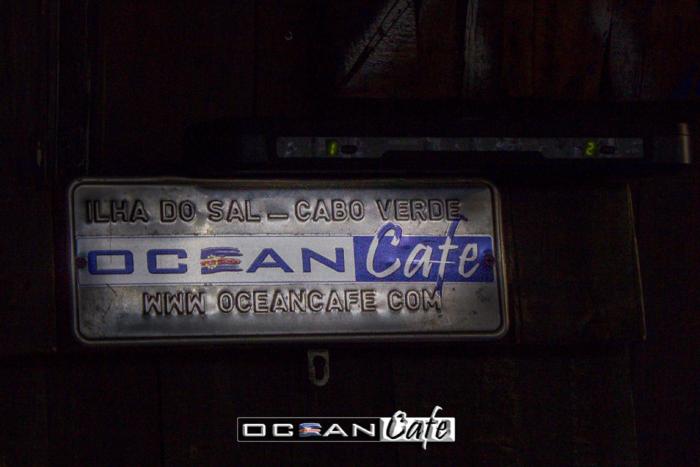 1 2
ILHA DO SAL - CABO VERDE
OCEAN Cafe
WWW OCEANCAFE COM
OCEAN Cafe